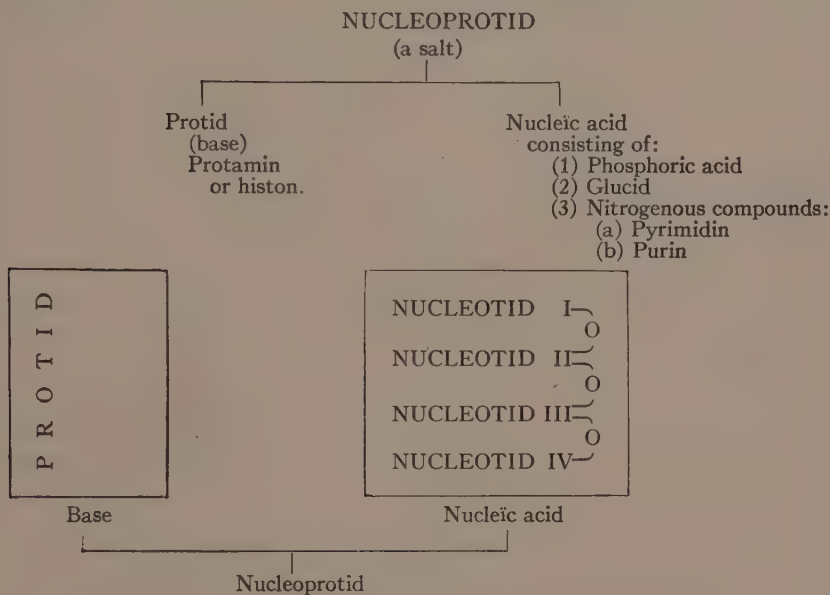 NUCLEOPROTID
(a salt)
Protid
(base)
Protamin
or histon.
Nucleïc acid
consisting of:
(1) Phosphoric acid
(2) Glucid
(3) Nitrogenous compounds:
(a) Pyrimidin
(b) Purin
PROTID
Base
NUCLEOTID I
O
NUCLEOTID II
O
NUCLEOTID III
O
NUCLEOTID IV
Nucleïc acid
Nucleoprotid